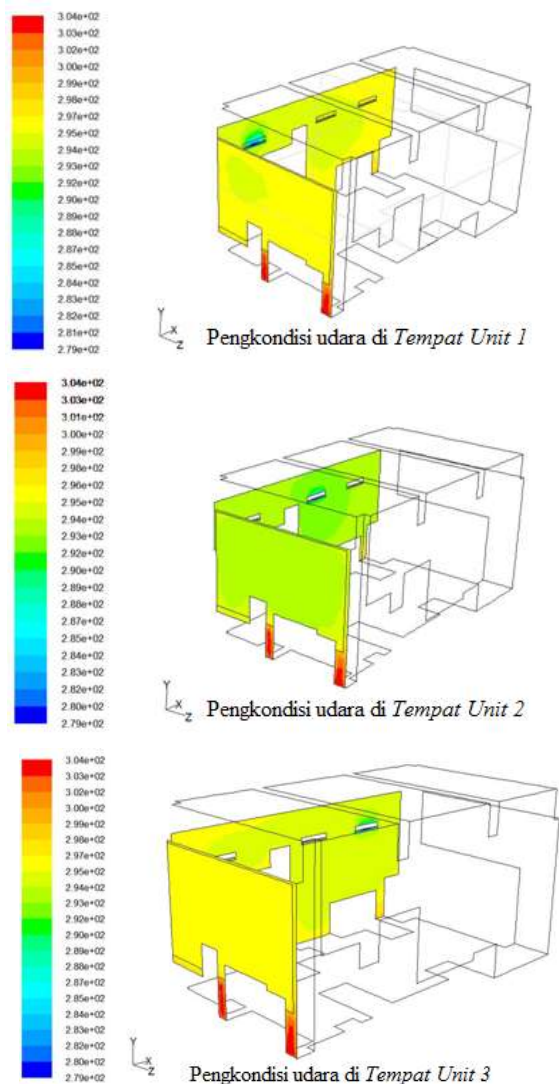 3.04e+02
3.03e+02
3.02e+02
3.00e+02
2.99e+02
2.98e+02
2.97e+02
2.95e+02
2.94e+02
2.93e+02
2.92e+02
2.90e+02
2.89e+02
2.88e+02
2.87e+02
2.85e+02
2.84e+02
2.83e+02
2.82e+02
2.81e+02
2.79e+02
Y
X
Z
Pengkondisi udara di Tempat Unit 1
3.04e+02
3.03e+02
3.01e+02
3.00e+02
2.99e+02
2.98e+02
2.96e+02
2.95e+02
2.94e+02
2.93e+02
2.92e+02
2.90e+02
2.89e+02
2.88e+02
2.87e+02
2.85e+02
2.84e+02
2.83e+02
2.82e+02
2.80e+02
2.79e+02
Y
X
Z
Pengkondisi udara di Tempat Unit 2
3.04e+02
3.03e+02
3.02e+02
3.00e+02
2.98e+02
2.97e+02
2.95e+02
2.94e+02
2.93e+02
2.92e+02
2.90e+02
2.89e+02
2.88e+02
2.87e+02
2.85e+02
2.84e+02
2.83e+02
2.82e+02
2.80e+02
2.79e+02
Y
X
Z
Pengkondisi udara di Tempat Unit 3